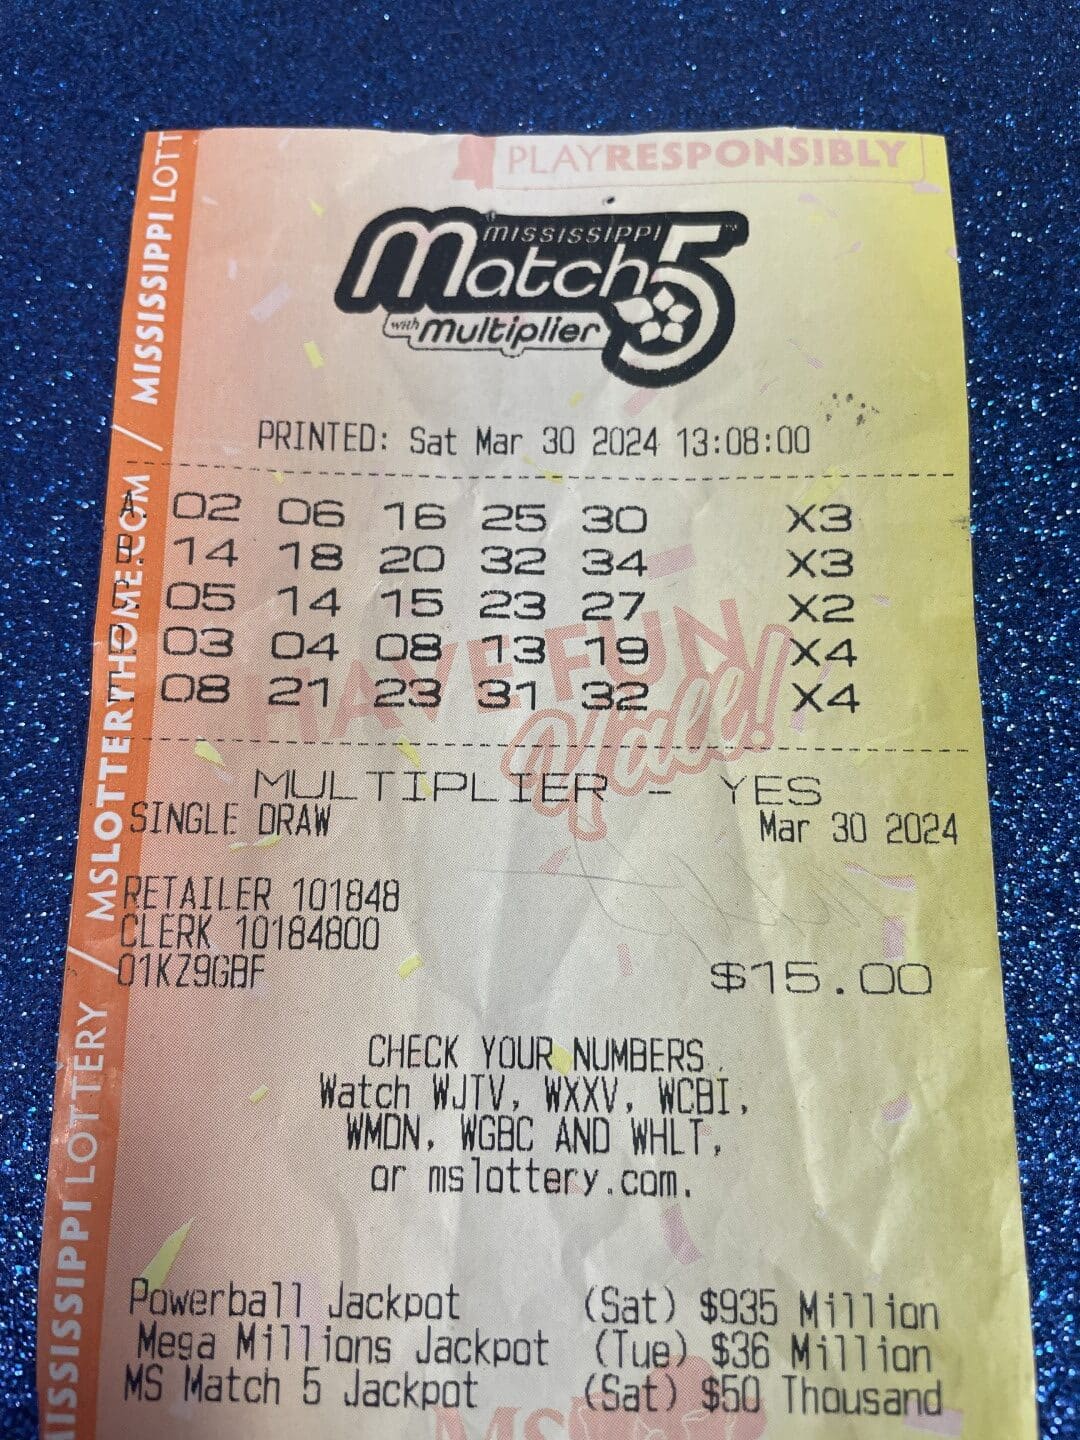 PLAY RESPONSIBLY
MISSISSIPPI
Match 5
with multiplier
PRINTED: Sat Mar 30 2024 13:08:00
A. 02 06 16 25 30 X3
B. 14 18 20 32 34 X3
C. 05 14 15 23 27 X2
D. 03 04 08 13 19 X4
E. 08 21 23 31 32 X4
HAVE FUN
Y'all!
MULTIPLIER - YES
SINGLE DRAW Mar 30 2024
RETAILER 101848
CLERK 10184800
01KZ9GBF
$15.00
CHECK YOUR NUMBERS.
Watch WJTV, WXXV, WCBI,
WMDN, WGBC AND WHLT,
or mslottery.com.
Powerball Jackpot (Sat) $935 Million
Mega Millions Jackpot (Tue) $36 Million
MS Match 5 Jackpot (Sat) $50 Thousand
MS
MISSISSIPPI LOTTERY / MSLOTTERYHOME.COM / MISSISSIPPI LOTT